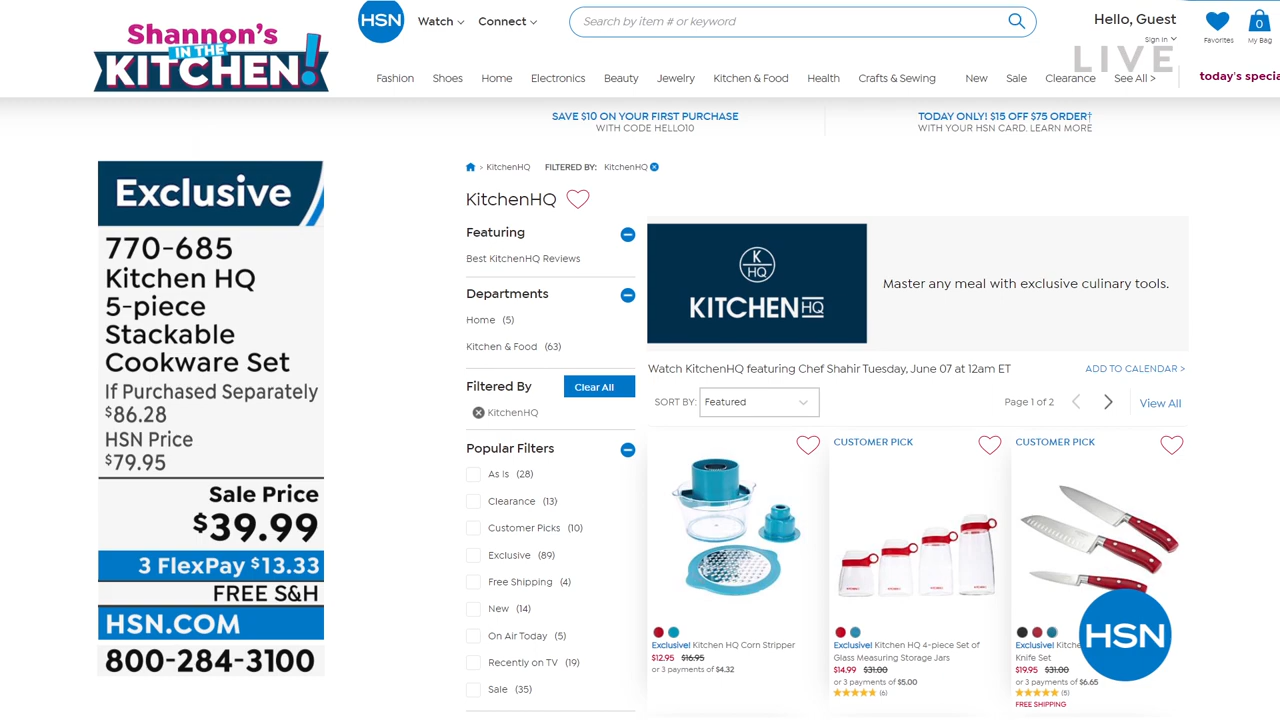 Shannon's
IN THE
KITCHEN!
HSN
Watch
Connect
Search by item # or keyword
Hello, Guest
Sign In
Favorites
0
My Bag
LIVE
Fashion
Shoes
Home
Electronics
Beauty
Jewelry
Kitchen & Food
Health
Crafts & Sewing
New
Sale
Clearance
See All >
today's specia
SAVE $10 ON YOUR FIRST PURCHASE
WITH CODE HELLO10
TODAY ONLY! $15 OFF $75 ORDER†
WITH YOUR HSN CARD. LEARN MORE
Exclusive
770-685
Kitchen HQ
5-piece
Stackable
Cookware Set
If Purchased Separately
$86.28
HSN Price
$79.95
Sale Price
$39.99
3 FlexPay $13.33
FREE S&H
HSN.COM
800-284-3100
> KitchenHQ FILTERED BY: KitchenHQ
KitchenHQ
Featuring
Best KitchenHQ Reviews
Departments
Home (5)
Kitchen & Food (63)
Filtered By
Clear All
KitchenHQ
Popular Filters
As Is (28)
Clearance (13)
Customer Picks (10)
Exclusive (89)
Free Shipping (4)
New (14)
On Air Today (5)
Recently on TV (19)
Sale (35)
K
HQ
KITCHEN HQ
Master any meal with exclusive culinary tools.
Watch KitchenHQ featuring Chef Shahir Tuesday, June 07 at 12am ET
ADD TO CALENDAR >
SORT BY: Featured
Page 1 of 2
View All
Exclusive! Kitchen HQ Corn Stripper
$12.95 $16.95
or 3 payments of $4.32
CUSTOMER PICK
Exclusive! Kitchen HQ 4-piece Set of
Glass Measuring Storage Jars
$14.99 $31.00
or 3 payments of $5.00
(6)
CUSTOMER PICK
Exclusive! Kitche
Knife Set
$19.95 $31.00
or 3 payments of $6.65
(5)
FREE SHIPPING
HSN